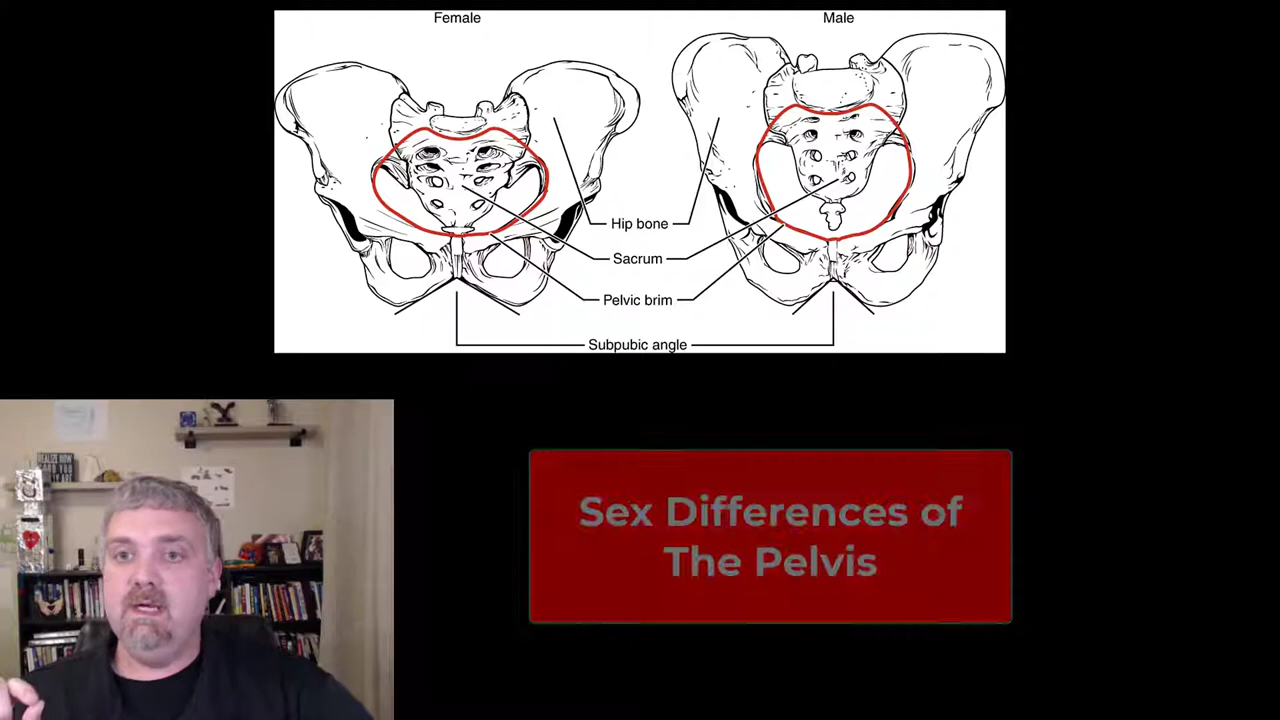 Female
Male
Hip bone
Sacrum
Pelvic brim
Subpubic angle
Sex Differences of
The Pelvis